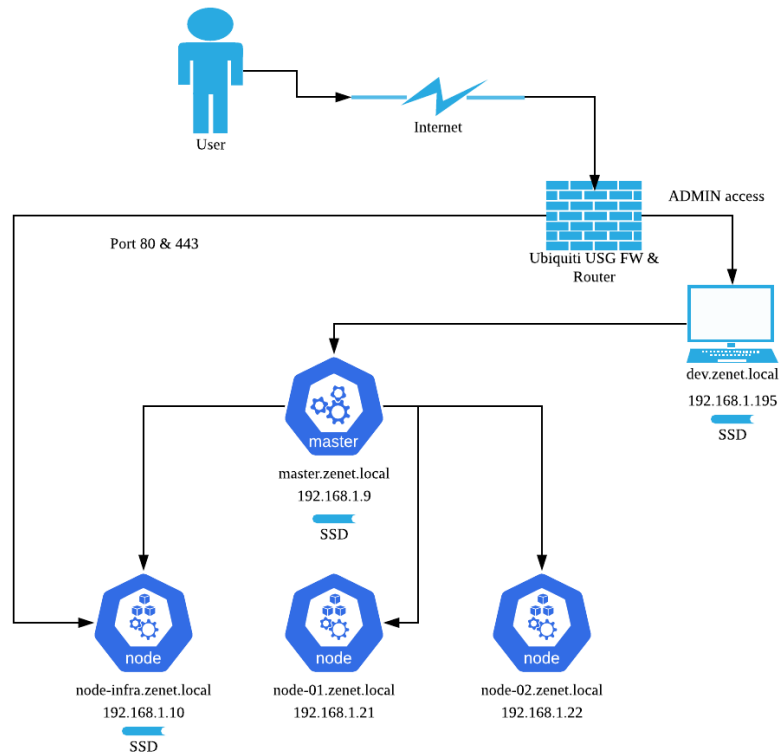 User
Internet
ADMIN access
Port 80 & 443
Ubiquiti USG FW &
Router
dev.zenet.local
192.168.1.195
SSD
master
master.zenet.local
192.168.1.9
SSD
node
node-infra.zenet.local
192.168.1.10
SSD
node
node-01.zenet.local
192.168.1.21
node
node-02.zenet.local
192.168.1.22